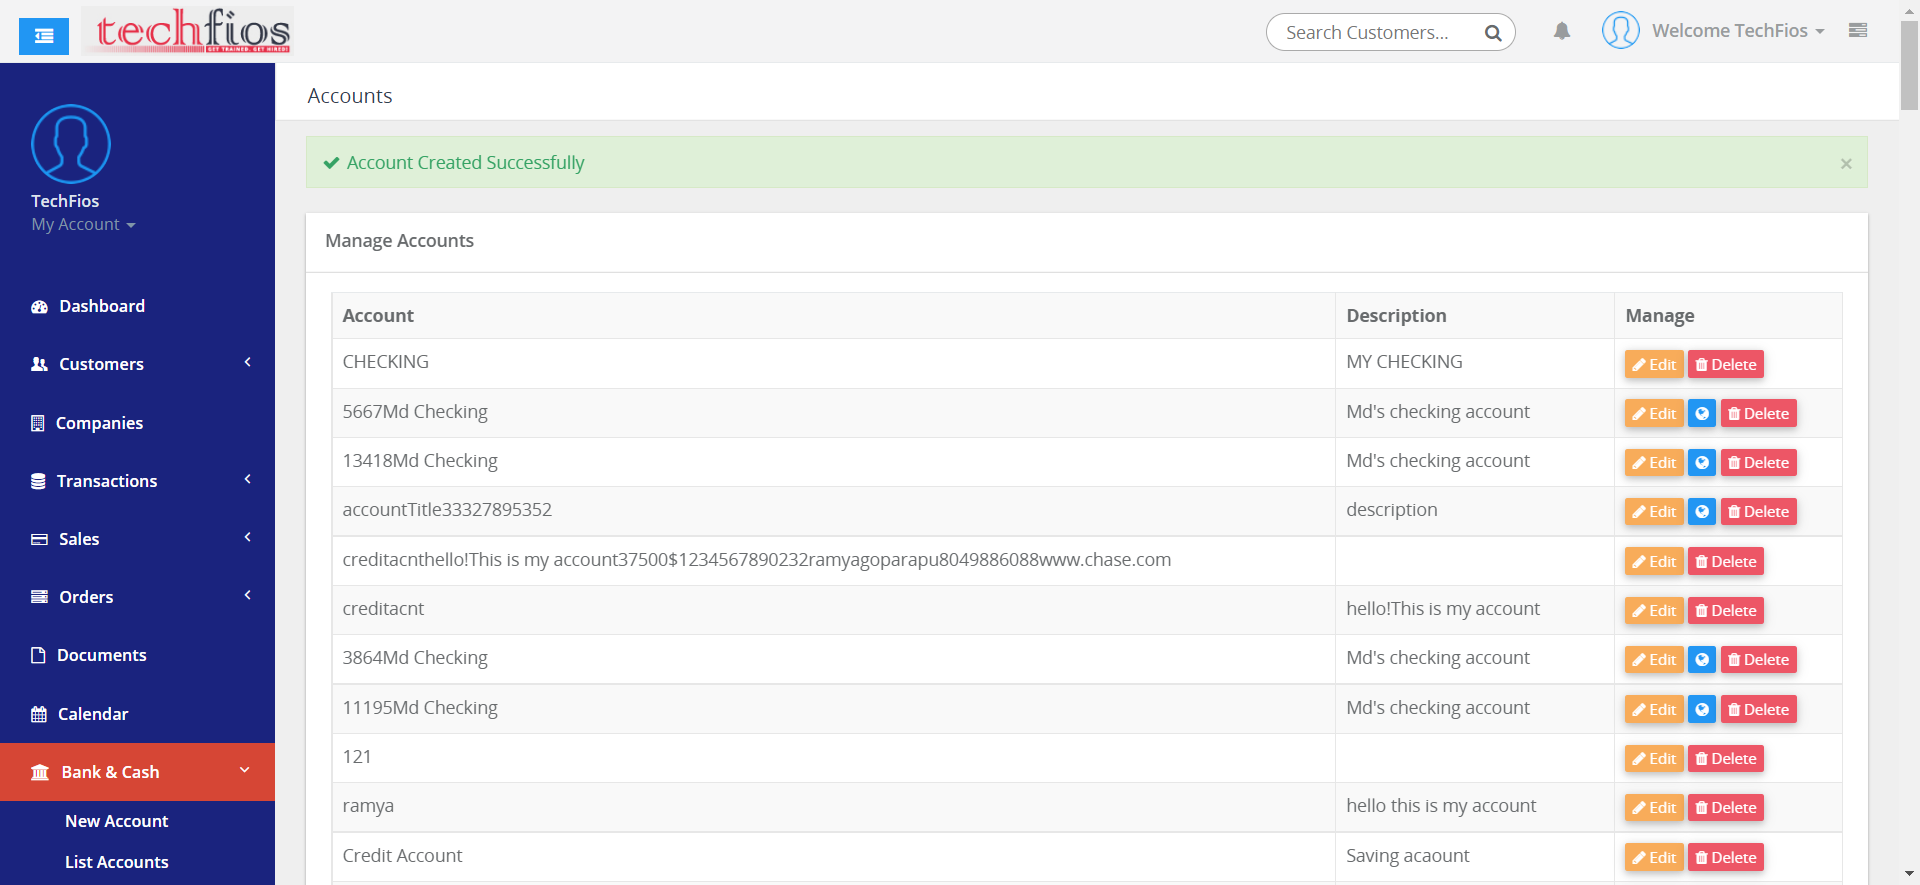 techfios
GET TRAINED. GET HIRED!
Search Customers...
Welcome TechFios
TechFios
My Account
Dashboard
Customers
Companies
Transactions
Sales
Orders
Documents
Calendar
Bank & Cash
New Account
List Accounts
Accounts
Account Created Successfully
×
Manage Accounts
Account Description Manage
CHECKING MY CHECKING Edit Delete
5667Md Checking Md's checking account Edit Delete
13418Md Checking Md's checking account Edit Delete
accountTitle33327895352 description Edit Delete
creditacnthello!This is my account37500$1234567890232ramyagoparapu8049886088www.chase.com Edit Delete
creditacnt hello!This is my account Edit Delete
3864Md Checking Md's checking account Edit Delete
11195Md Checking Md's checking account Edit Delete
121 Edit Delete
ramya hello this is my account Edit Delete
Credit Account Saving acaount Edit Delete